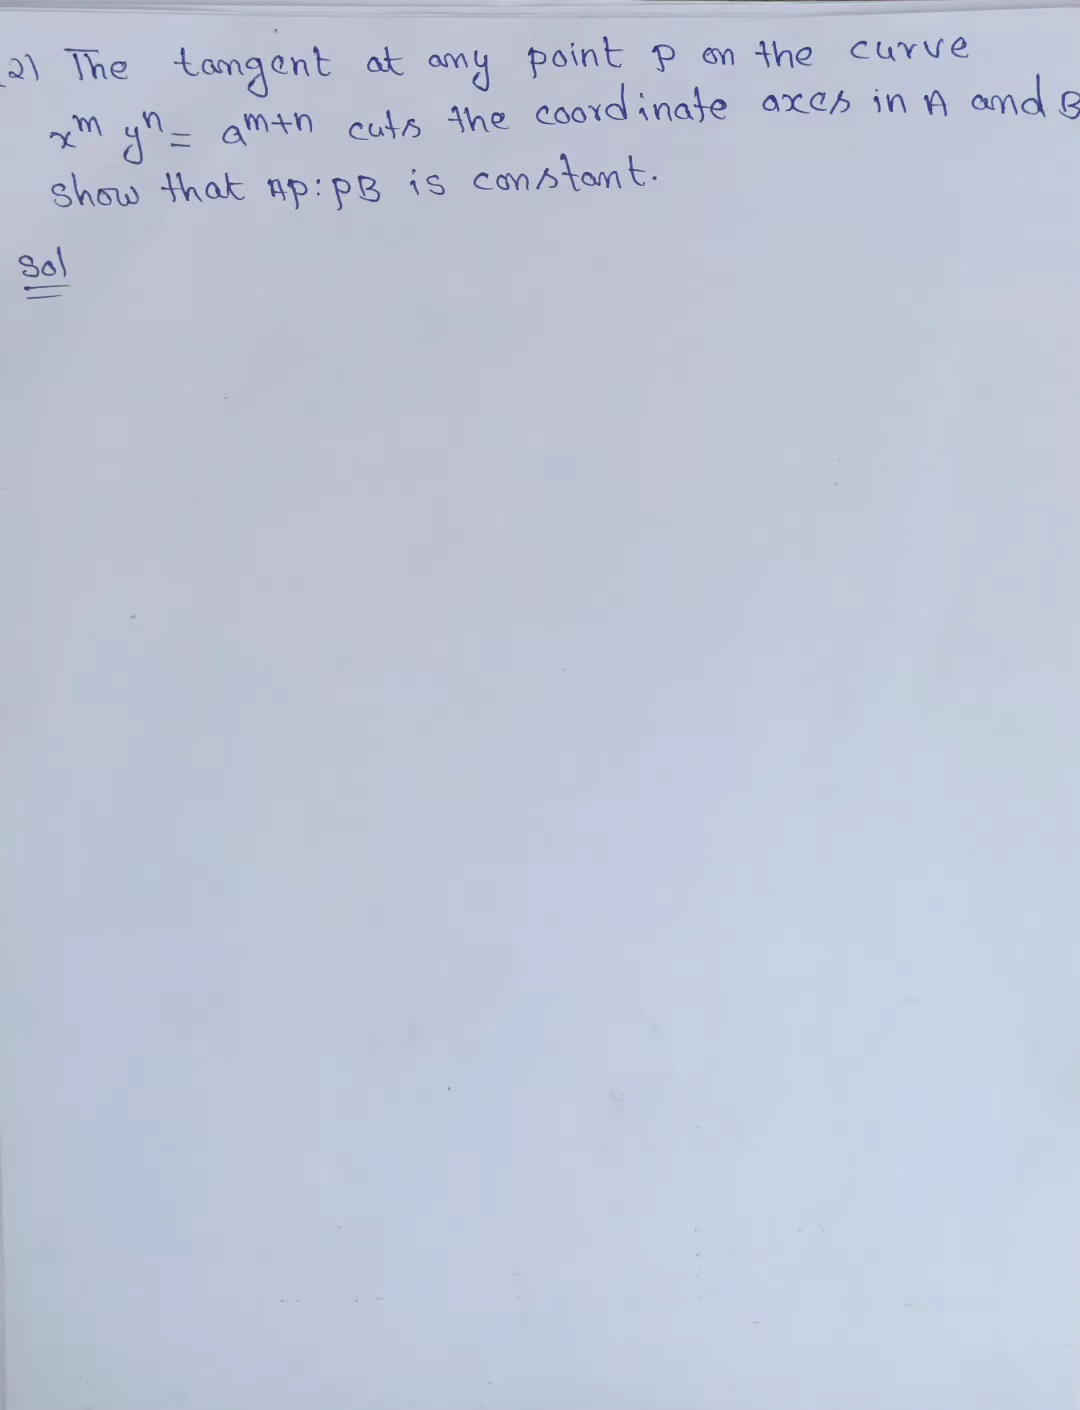 2) The tangent at any point P on the curve
x^m y^n = a^{m+n} cuts the coordinate axes in A and B
show that AP:PB is constant.
Sol